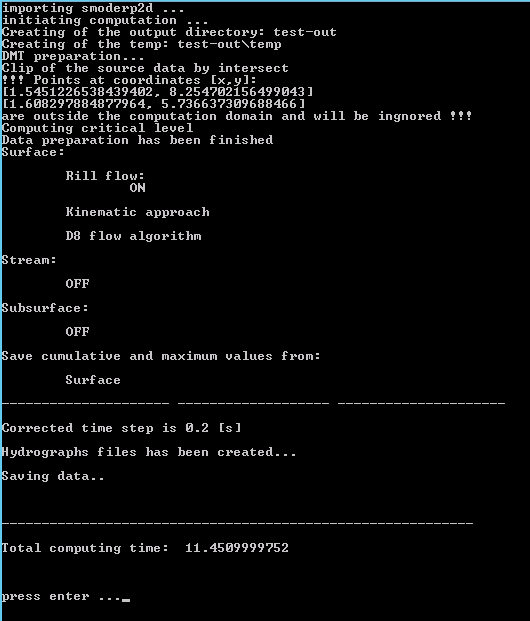 importing smoderp2d ...
initiating computation ...
Creating of the output directory: test-out
Creating of the temp: test-out\temp
DMT preparation...
Clip of the source data by intersect
!!! Points at coordinates [x,y]:
[1.5451226538439402, 8.254702156499043]
[1.608297884877964, 5.736637309688466]
are outside the computation domain and will be ingnored !!!
Computing critical level
Data preparation has been finished
Surface:
Rill flow:
ON
Kinematic approach
D8 flow algorithm
Stream:
OFF
Subsurface:
OFF
Save cumulative and maximum values from:
Surface
Corrected time step is 0.2 [s]
Hydrographs files has been created...
Saving data..
Total computing time:  11.4509999752
press enter ..._